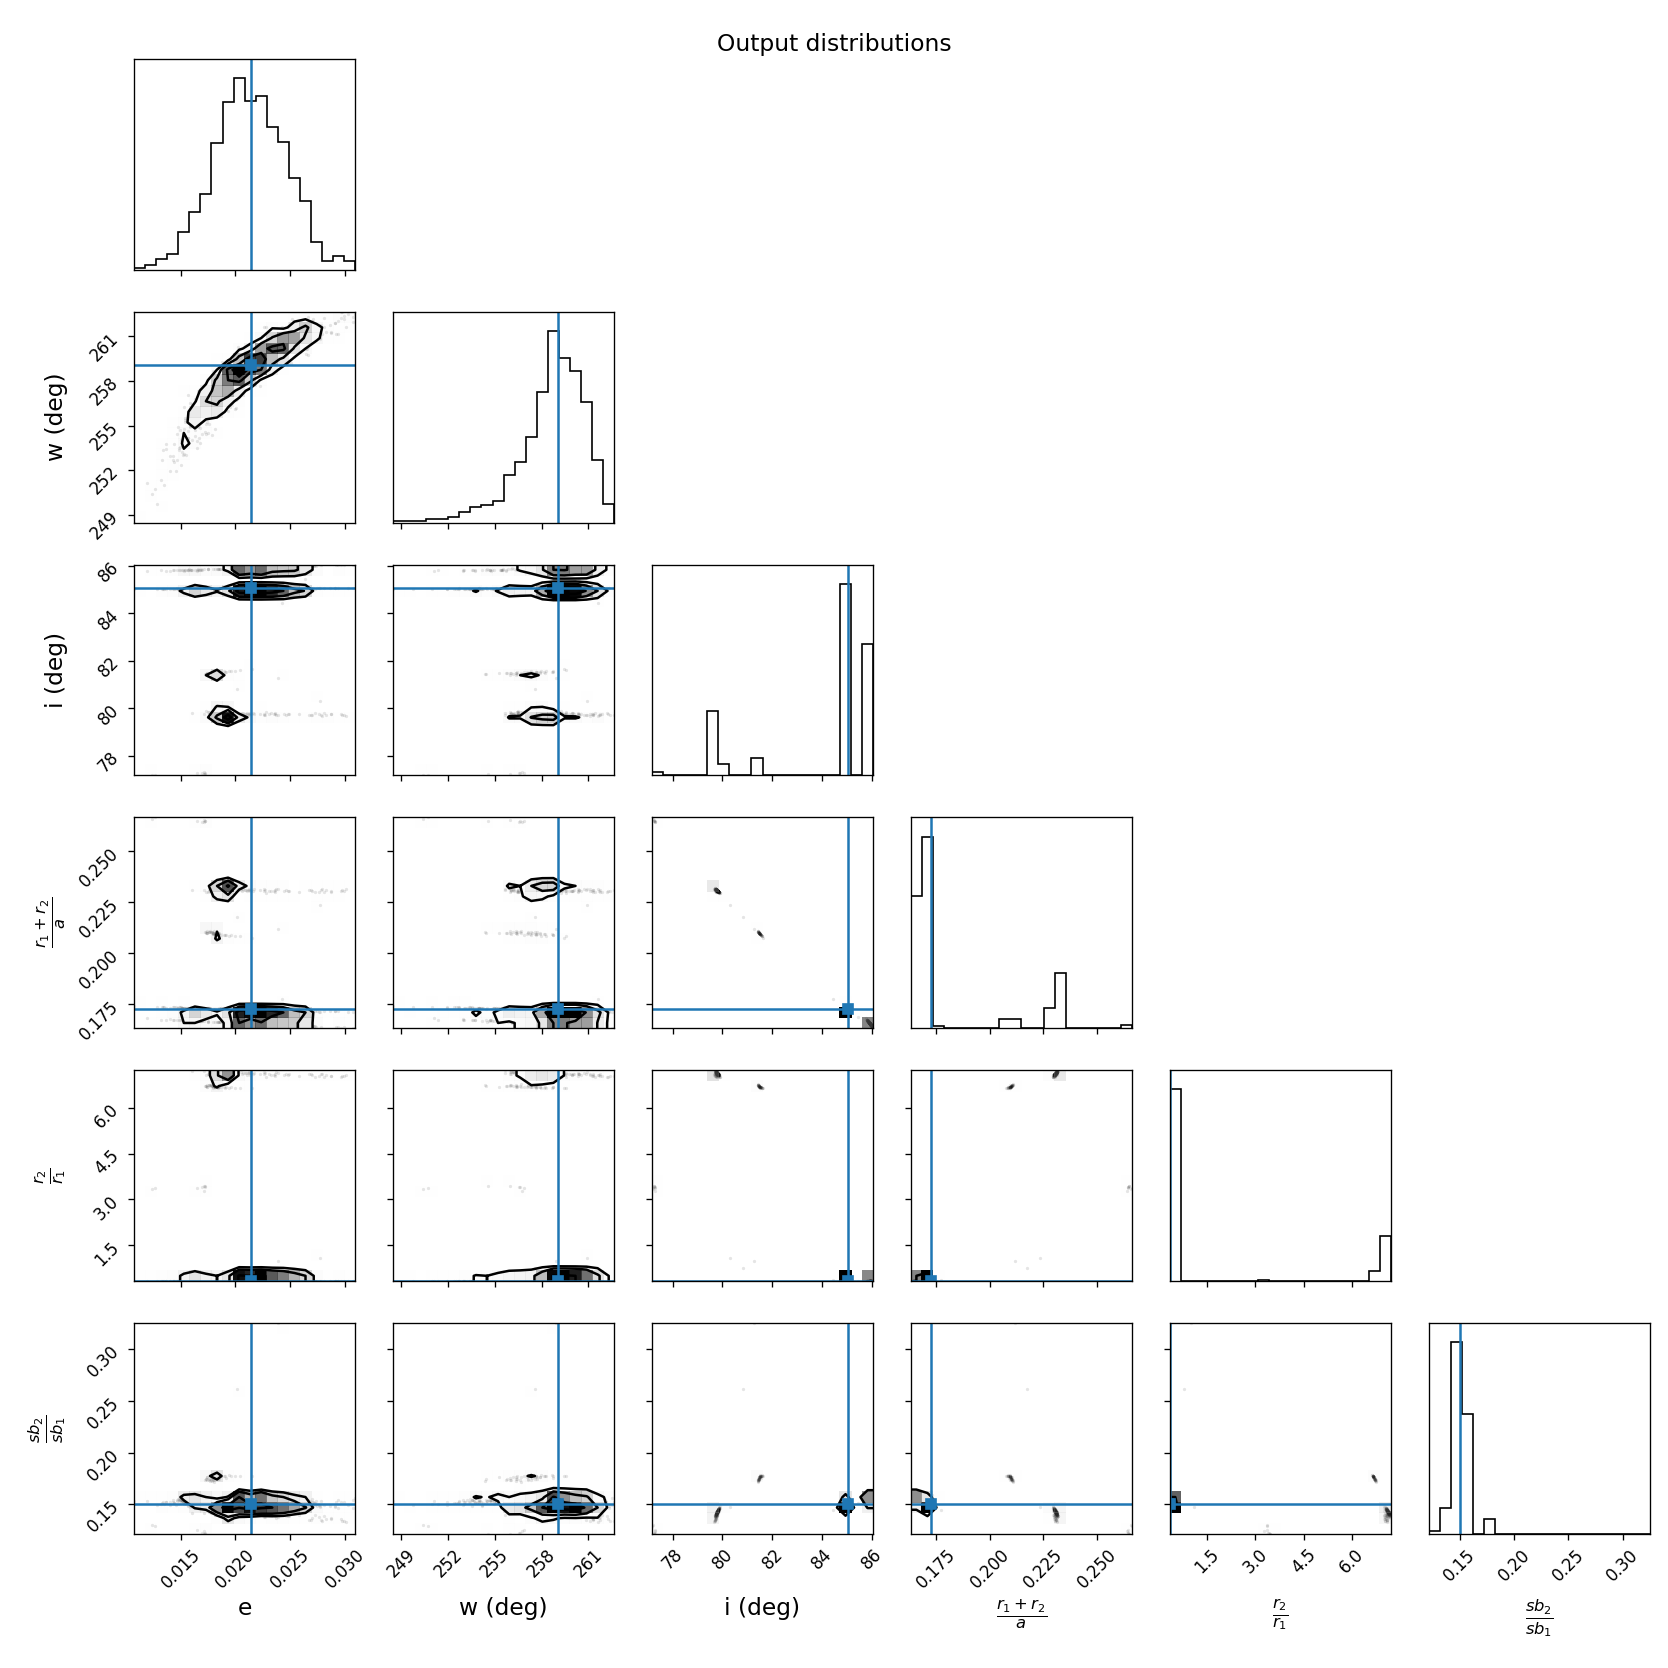 Output distributions
w (deg)
261
258
255
252
249
i (deg)
86
84
82
80
78
r₁ + r₂
a
0.250
0.225
0.200
0.175
r₂
r₁
6.0
4.5
3.0
1.5
sb₂
sb₁
0.30
0.25
0.20
0.15
0.015 0.020 0.025 0.030 249 252 255 258 261 78 80 82 84 86 0.175 0.200 0.225 0.250 1.5 3.0 4.5 6.0 0.15 0.20 0.25 0.30
e w (deg) i (deg) r₁ + r₂ r₂ sb₂
a r₁ sb₁